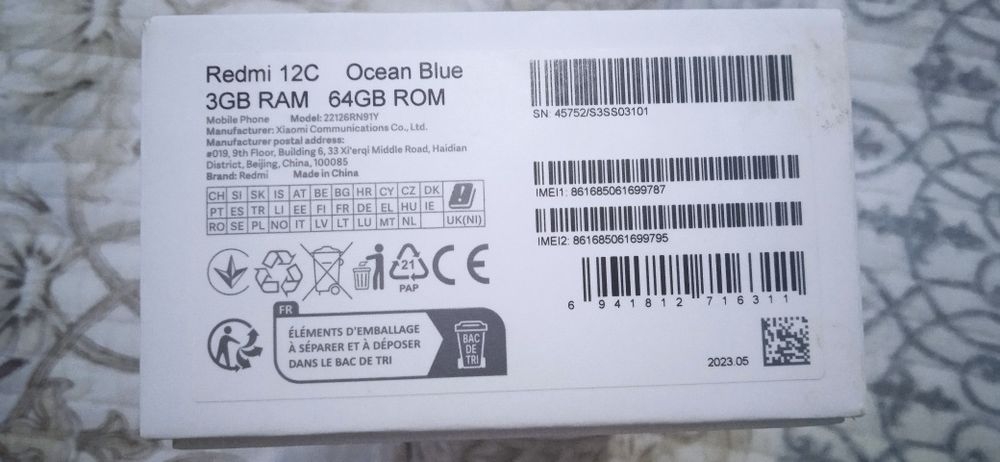 Redmi 12C Ocean Blue
3GB RAM 64GB ROM
Mobile Phone Model: 22126RN91Y
Manufacturer: Xiaomi Communications Co., Ltd.
Manufacturer postal address:
#019, 9th Floor, Building 6, 33 Xi'erqi Middle Road, Haidian
District, Beijing, China, 100085
Brand: Redmi Made in China
CH SI SK IS AT BE BG HR CY CZ DK
PT ES TR LI EE FI FR DE EL HU IE
RO SE PL NO IT LV LT LU MT NL UK(NI)
21
PAP
CE
FR
ÉLÉMENTS D'EMBALLAGE
À SÉPARER ET À DÉPOSER
DANS LE BAC DE TRI
BAC
DE
TRI
SN: 45752/S3SS03101
IMEI1: 861685061699787
IMEI2: 861685061699795
6 941812 716311
2023.05